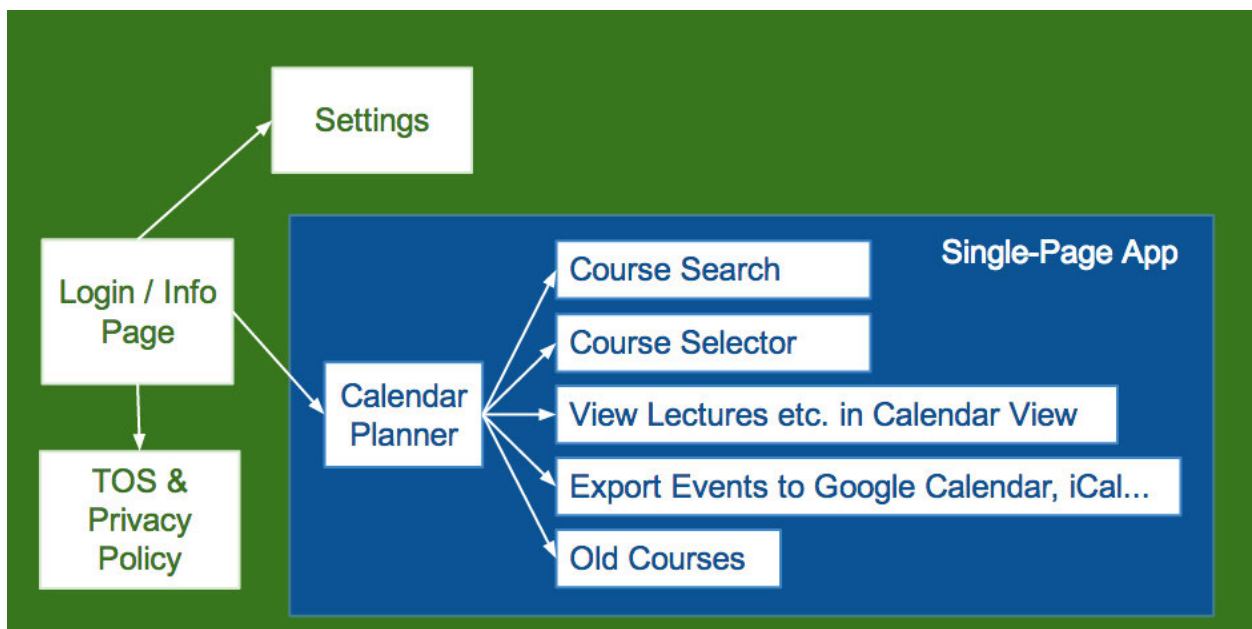 Settings
Single-Page App
Login / Info
Page
Course Search
Course Selector
Calendar
Planner
View Lectures etc. in Calendar View
Export Events to Google Calendar, iCal...
Old Courses
TOS &
Privacy
Policy